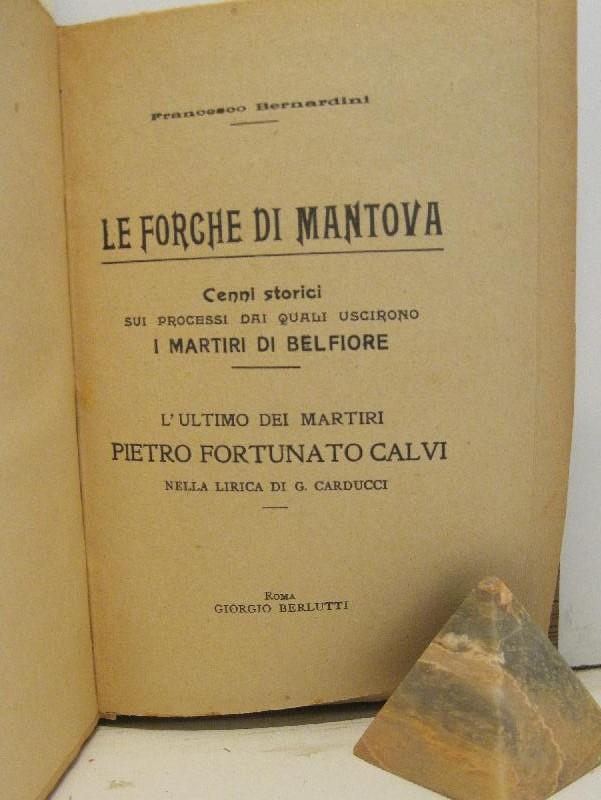 Francesco Bernardini
LE FORCHE DI MANTOVA
Cenni storici
SUI PROCESSI DAI QUALI USCIRONO
I MARTIRI DI BELFIORE
L'ULTIMO DEI MARTIRI
PIETRO FORTUNATO CALVI
NELLA LIRICA DI G. CARDUCCI
ROMA
GIORGIO BERLUTTI